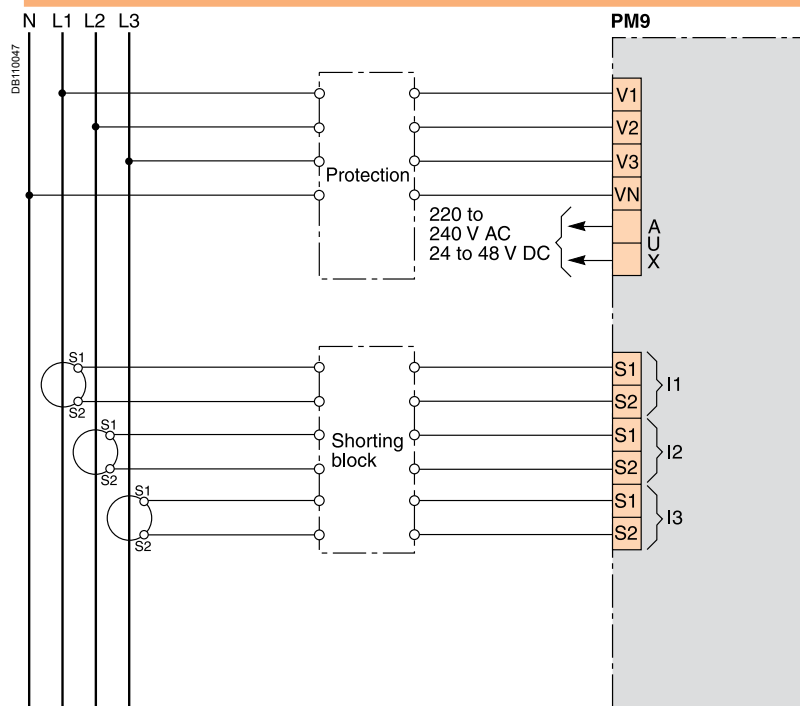 N L1 L2 L3
PM9
DB110047
V1
V2
V3
VN
Protection
220 to
240 V AC
24 to 48 V DC
A
U
X
S1
S2
S1
S2
S1
S2
Shorting
block
S1
S2
I1
S1
S2
I2
S1
S2
I3